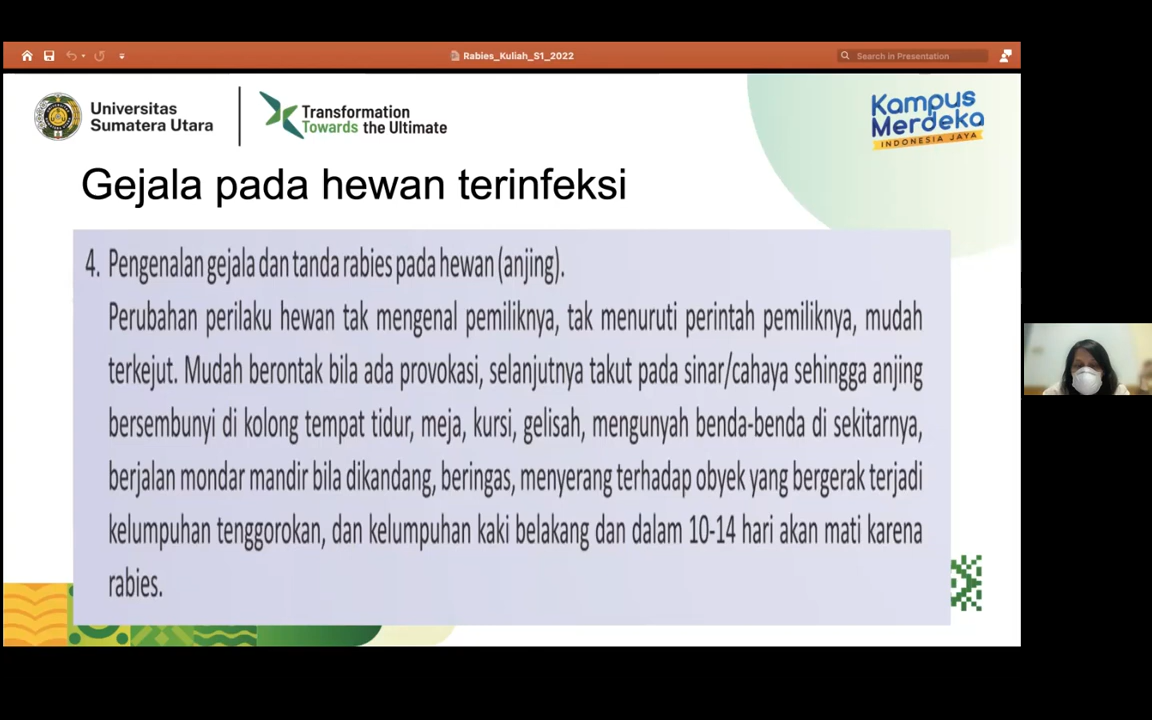 Rabies_Kuliah_S1_2022
Search in Presentation
Universitas
Sumatera Utara
Transformation
Towards the Ultimate
Kampus
Merdeka
INDONESIA JAYA
Gejala pada hewan terinfeksi
4. Pengenalan gejala dan tanda rabies pada hewan (anjing).
Perubahan perilaku hewan tak mengenal pemiliknya, tak menuruti perintah pemiliknya, mudah
terkejut. Mudah berontak bila ada provokasi, selanjutnya takut pada sinar/cahaya sehingga anjing
bersembunyi di kolong tempat tidur, meja, kursi, gelisah, mengunyah benda-benda di sekitarnya,
berjalan mondar mandir bila dikandang, beringas, menyerang terhadap obyek yang bergerak terjadi
kelumpuhan tenggorokan, dan kelumpuhan kaki belakang dan dalam 10-14 hari akan mati karena
rabies.